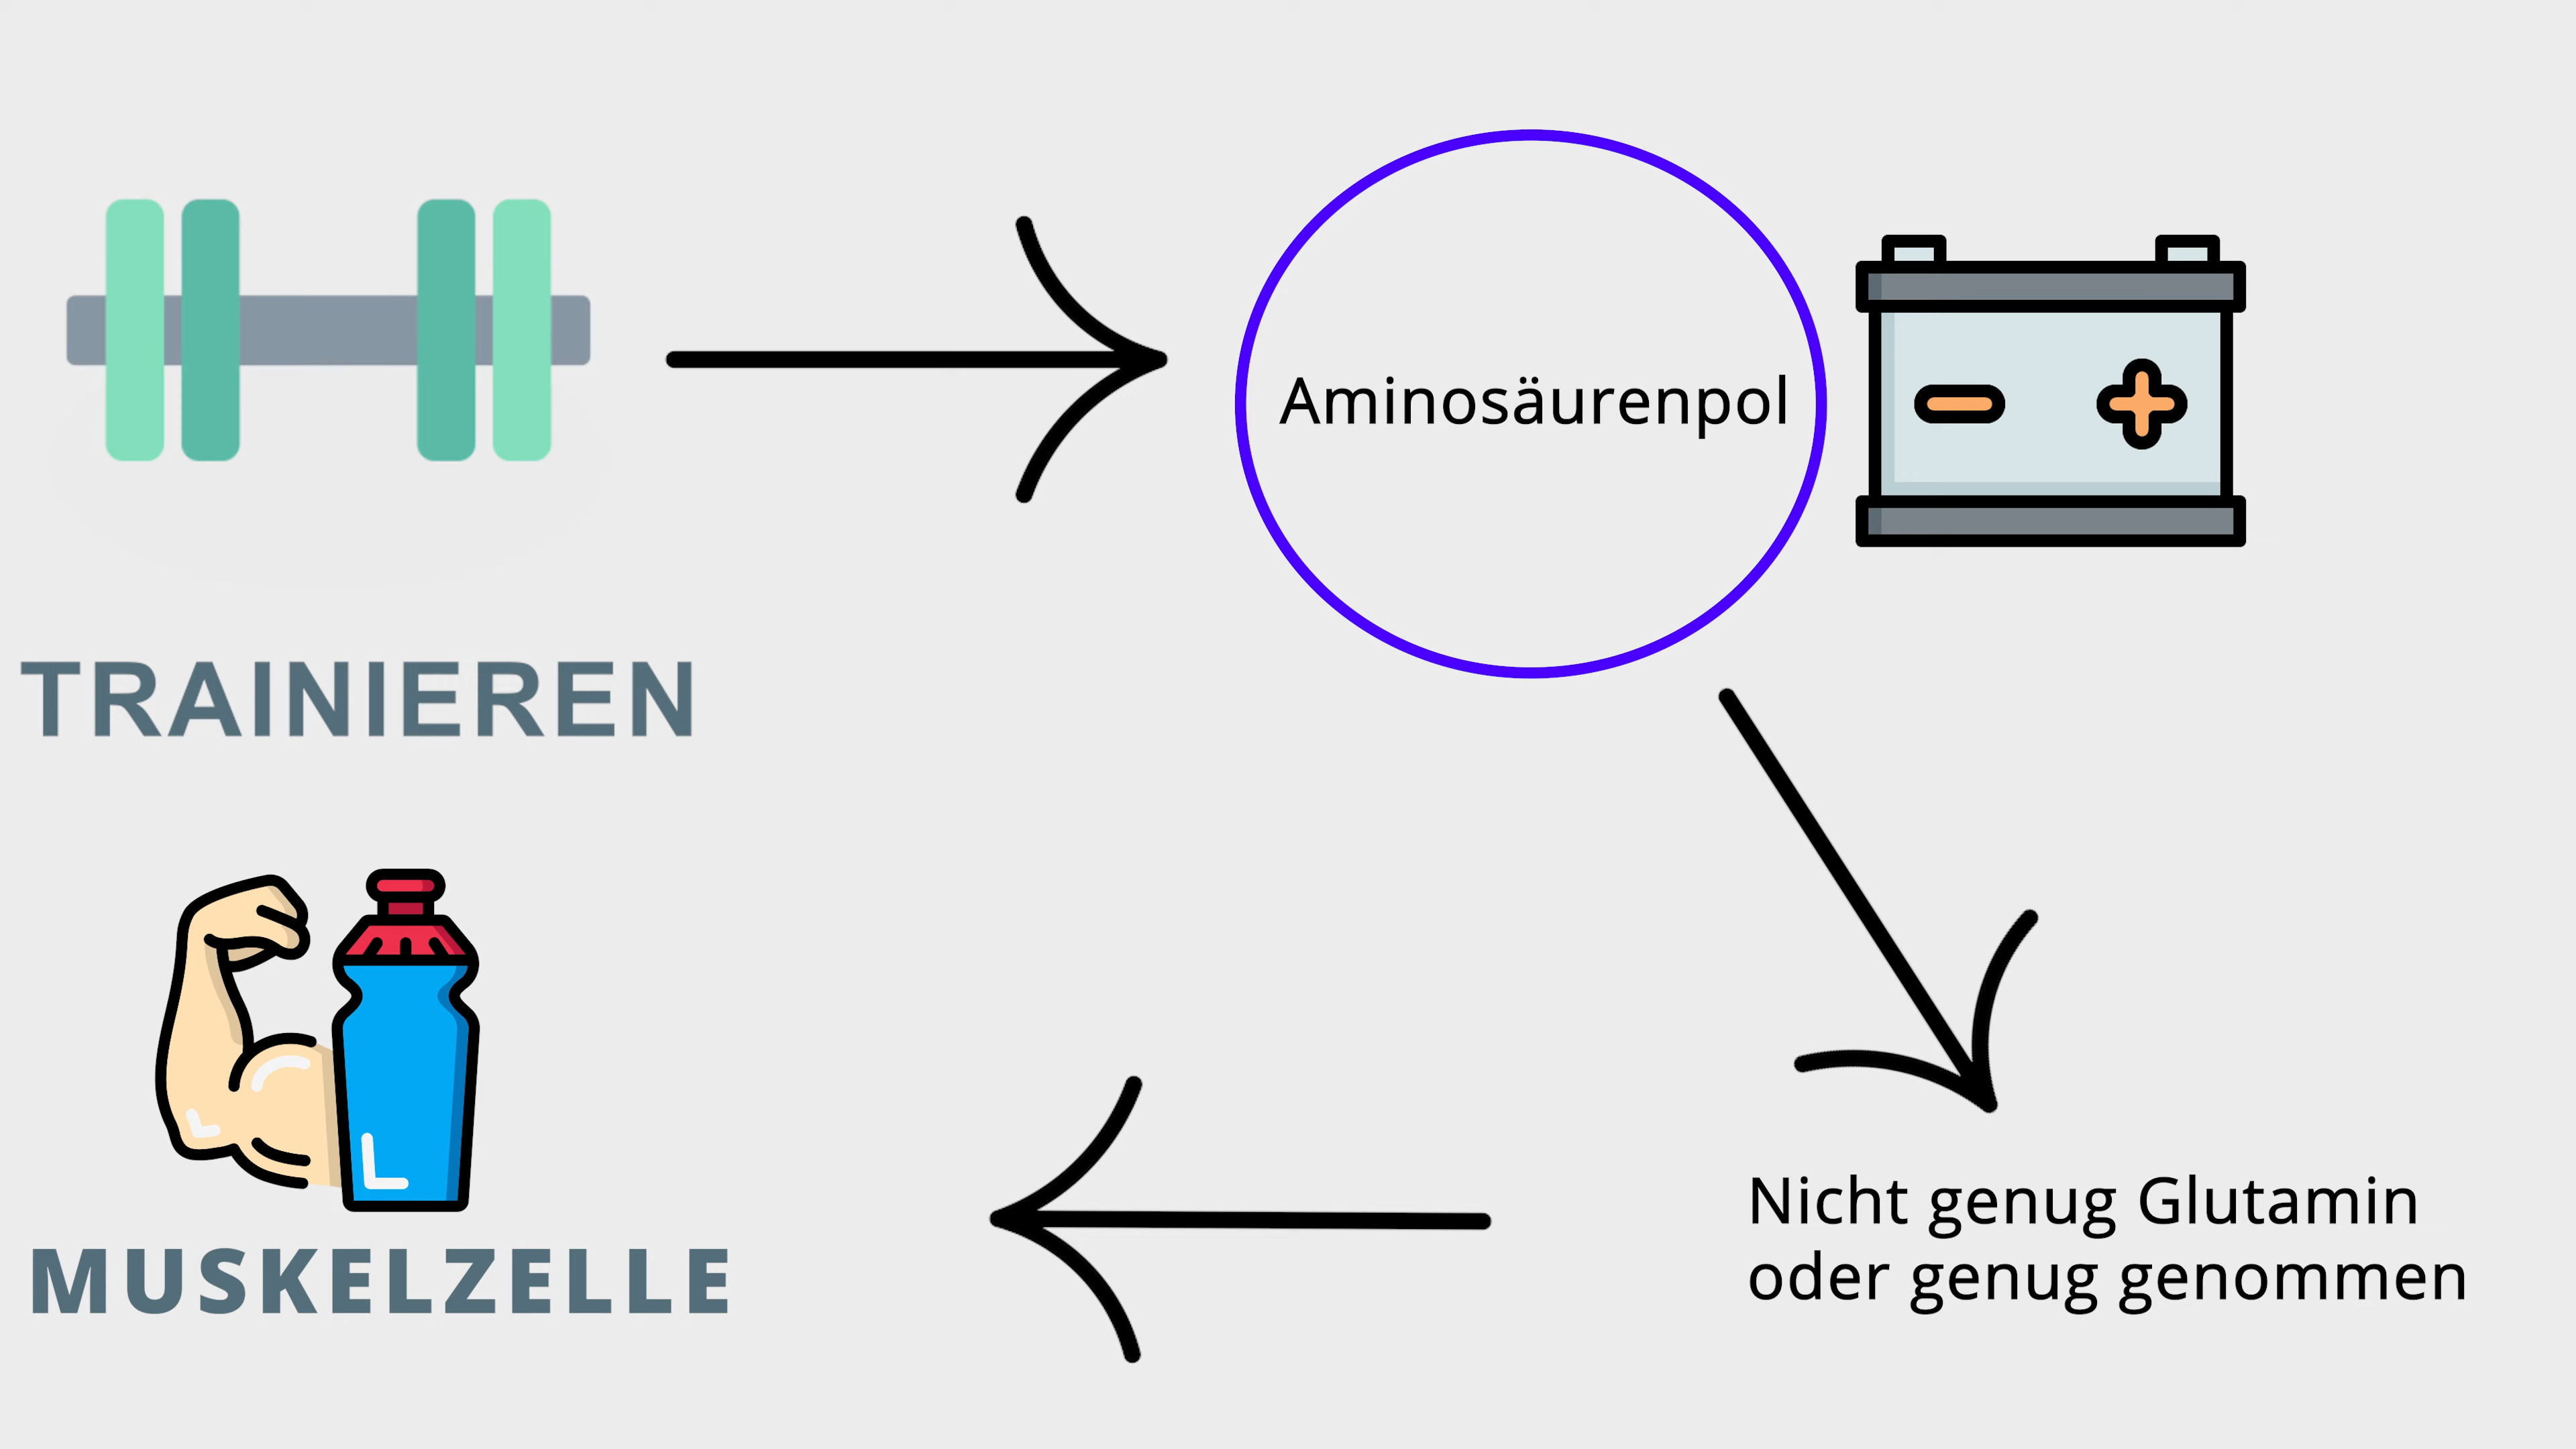 Aminosäurenpol
TRAINIEREN
Nicht genug Glutamin
oder genug genommen
MUSKELZELLE